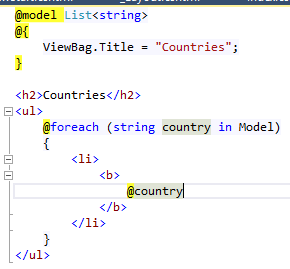 @model List<string>
@{
    ViewBag.Title = "Countries";
}

<h2>Countries</h2>
<ul>
    @foreach (string country in Model)
    {
        <li>
            <b>
                @country
            </b>
        </li>
    }
</ul>